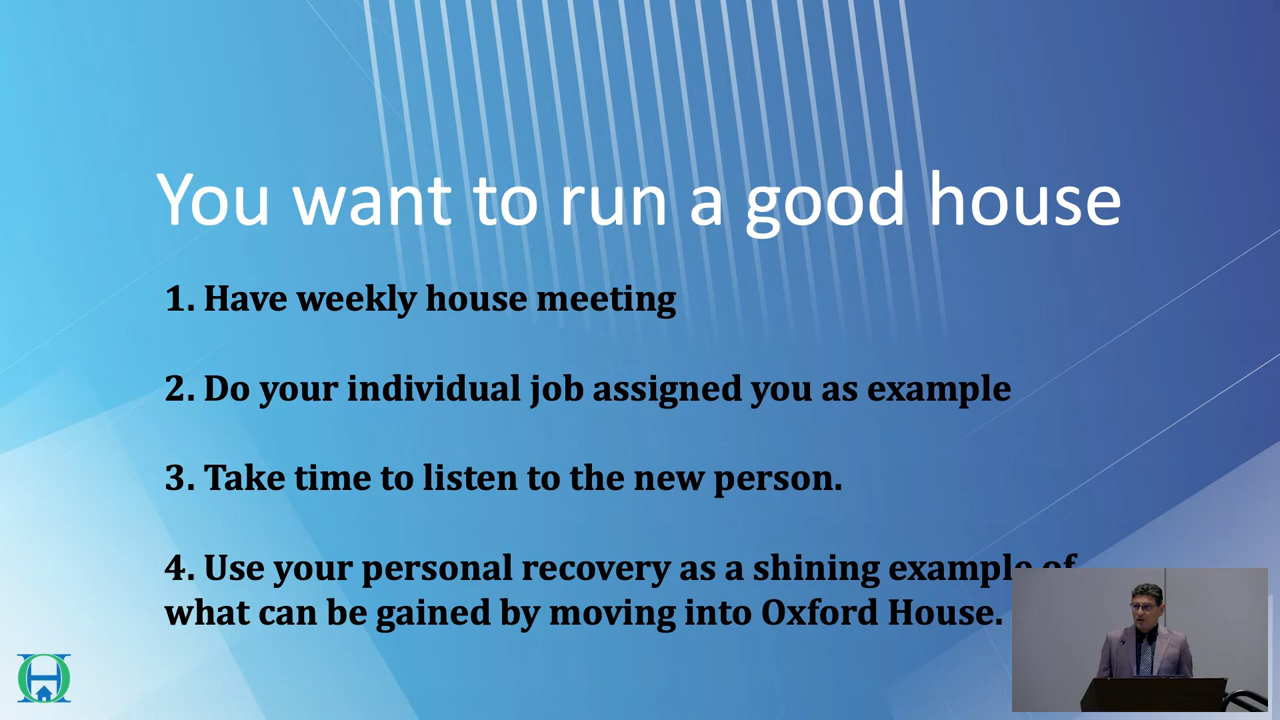 You want to run a good house
1. Have weekly house meeting
2. Do your individual job assigned you as example
3. Take time to listen to the new person.
4. Use your personal recovery as a shining example of
what can be gained by moving into Oxford House.